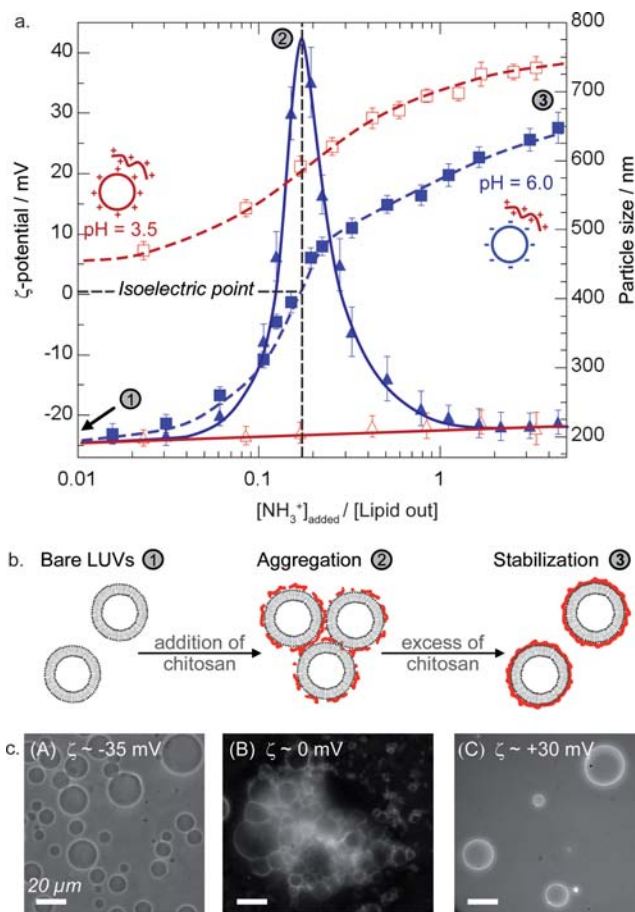 a.
40
30
20
10
0
-10
-20
ζ-potential / mV
800
700
600
500
400
300
200
Particle size / nm
2
3
1
pH = 3.5
pH = 6.0
Isoelectric point
0.01
0.1
1
[NH₃⁺]added / [Lipid out]
b.
Bare LUVs 1
Aggregation 2
Stabilization 3
addition of
chitosan
excess of
chitosan
c.
(A) ζ ~ -35 mV
(B) ζ ~ 0 mV
(C) ζ ~ +30 mV
20 µm